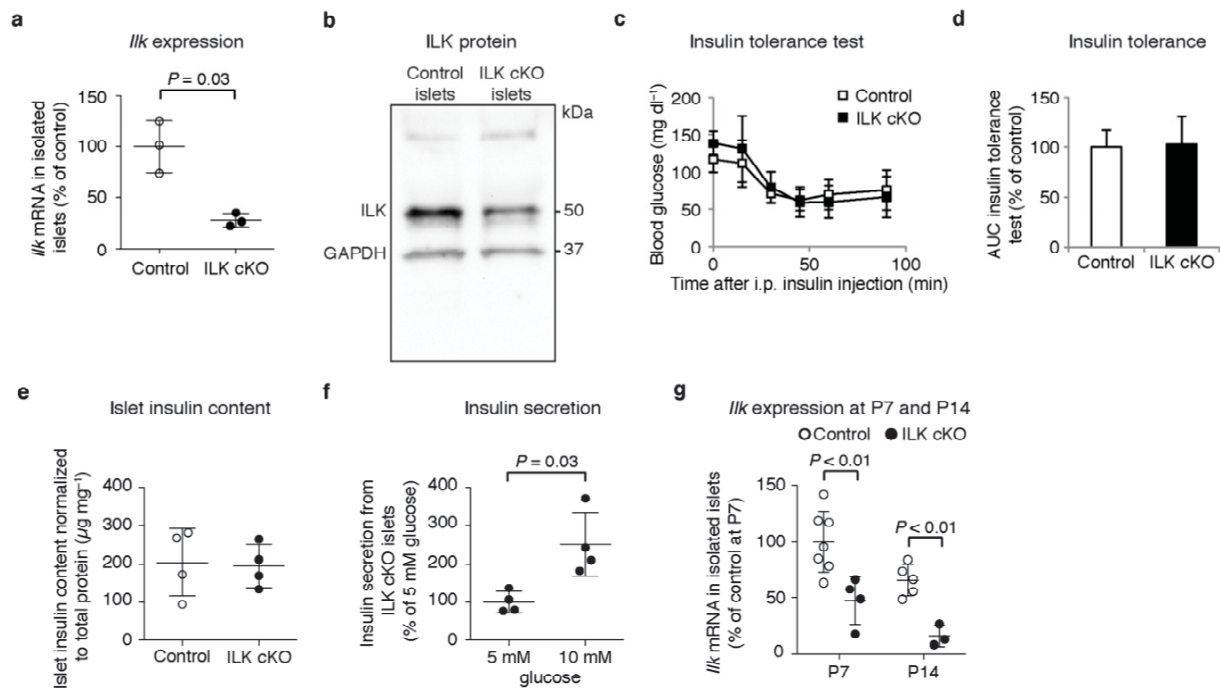 a
Ilk expression
P = 0.03
Ilk mRNA in isolated
islets (% of control)
150
100
50
0
Control ILK cKO
b
ILK protein
Control ILK cKO
islets islets
kDa
ILK
50
GAPDH
37
c
Insulin tolerance test
Control
ILK cKO
Blood glucose (mg dl⁻¹)
200
150
100
50
0
0 50 100
Time after i.p. insulin injection (min)
d
Insulin tolerance
AUC insulin tolerance
test (% of control)
150
100
50
0
Control ILK cKO
e
Islet insulin content
Islet insulin content normalized
to total protein (µg mg⁻¹)
400
300
200
100
0
Control ILK cKO
f
Insulin secretion
P = 0.03
Insulin secretion from
ILK cKO islets
(% of 5 mM glucose)
400
300
200
100
0
5 mM 10 mM
glucose
g
Ilk expression at P7 and P14
Control ILK cKO
P < 0.01
P < 0.01
Ilk mRNA in isolated islets
(% of control at P7)
150
100
50
0
P7 P14